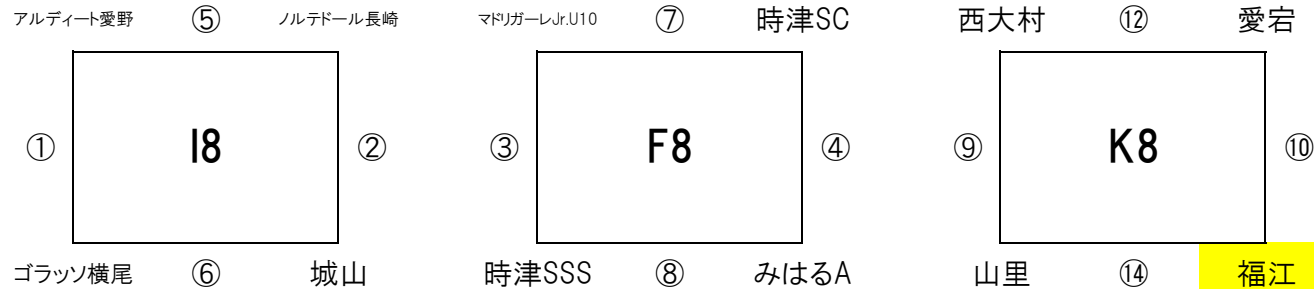 アルディート愛野 ⑤ ノルテドール長崎 マドリガーレJr.U10 ⑦ 時津SC 西大村 ⑫ 愛宕
① I8 ② ③ F8 ④ ⑨ K8 ⑩
ゴラッソ横尾 ⑥ 城山 時津SSS ⑧ みはるA 山里 ⑭ 福江